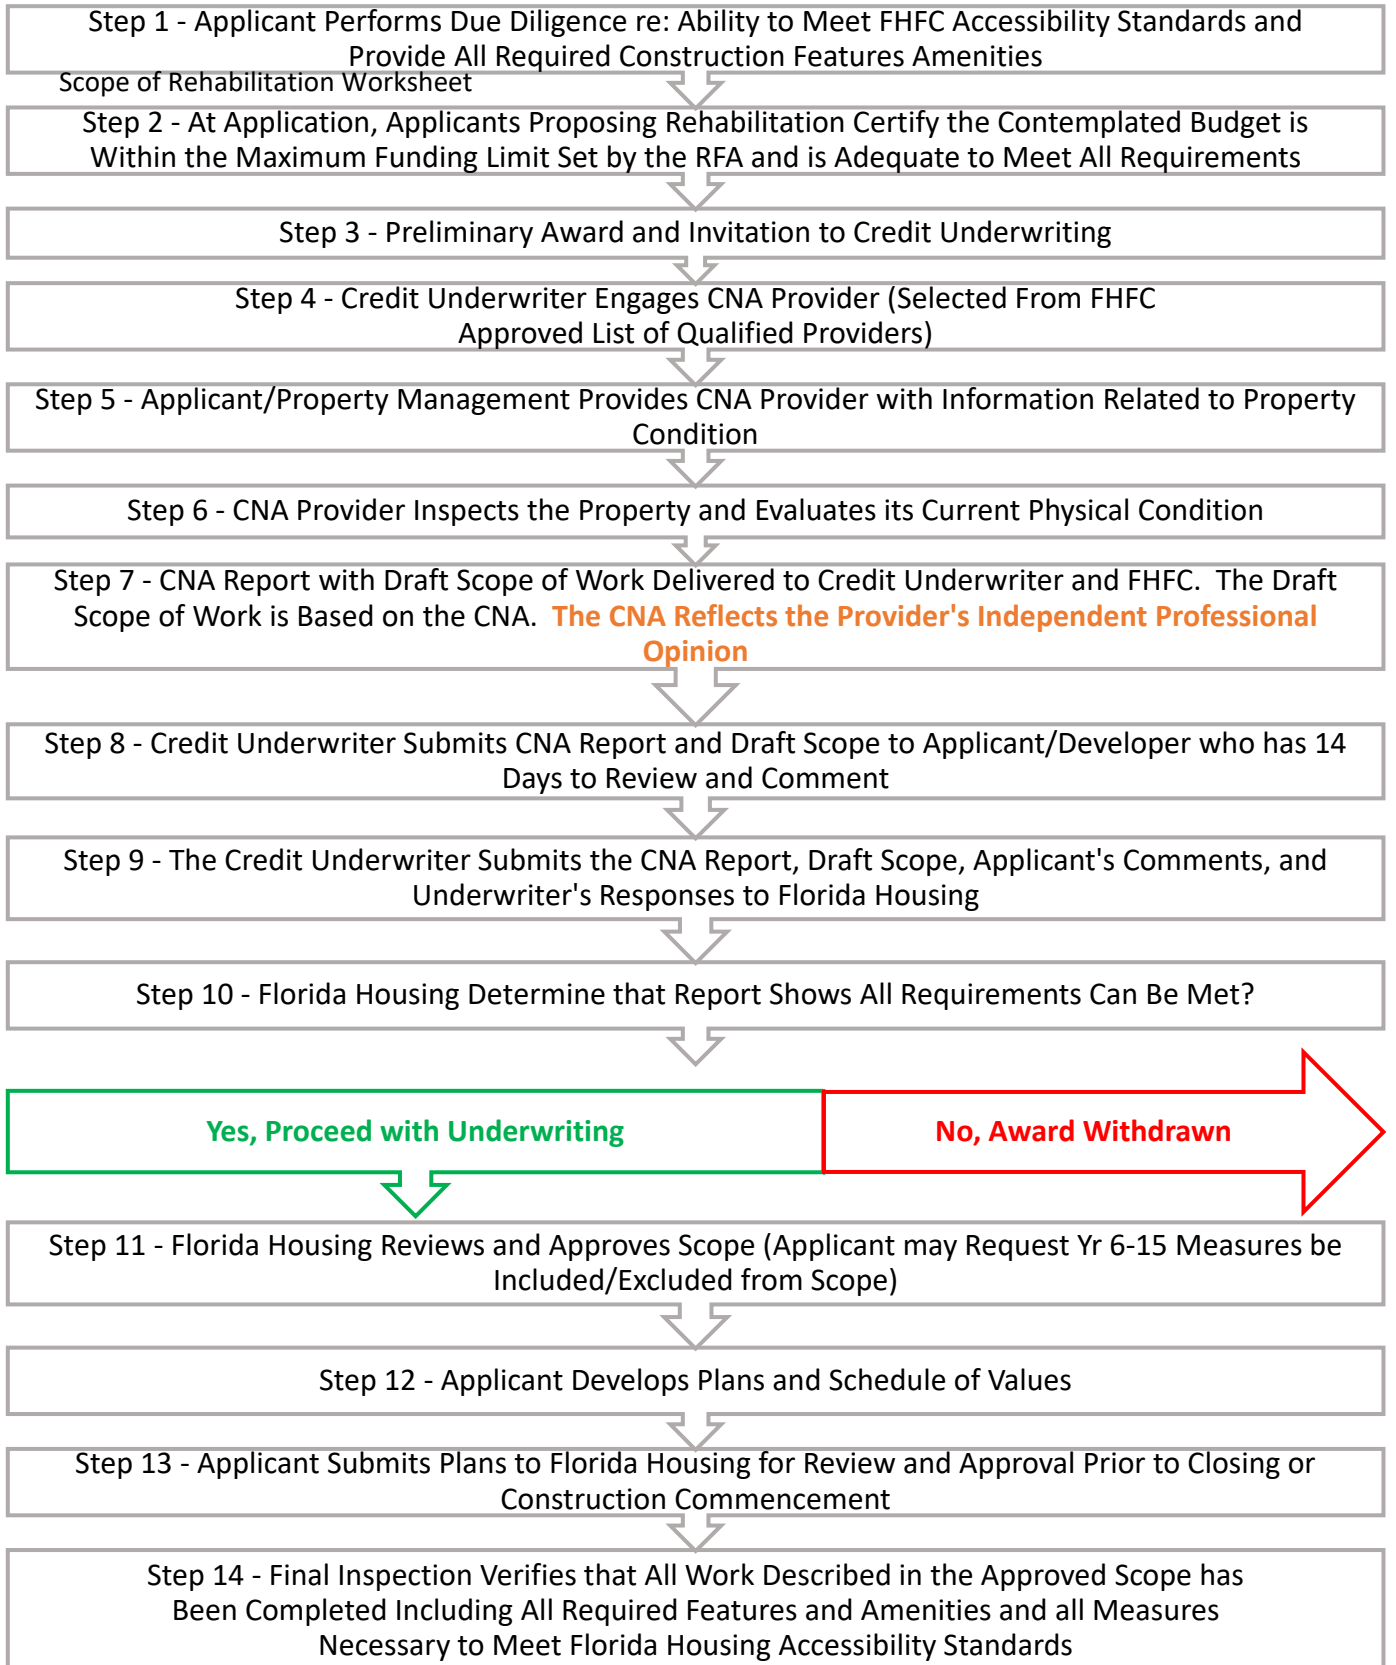 Step 1 - Applicant Performs Due Diligence re: Ability to Meet FHFC Accessibility Standards and
Provide All Required Construction Features Amenities
Scope of Rehabilitation Worksheet
Step 2 - At Application, Applicants Proposing Rehabilitation Certify the Contemplated Budget is
Within the Maximum Funding Limit Set by the RFA and is Adequate to Meet All Requirements
Step 3 - Preliminary Award and Invitation to Credit Underwriting
Step 4 - Credit Underwriter Engages CNA Provider (Selected From FHFC
Approved List of Qualified Providers)
Step 5 - Applicant/Property Management Provides CNA Provider with Information Related to Property
Condition
Step 6 - CNA Provider Inspects the Property and Evaluates its Current Physical Condition
Step 7 - CNA Report with Draft Scope of Work Delivered to Credit Underwriter and FHFC.  The Draft
Scope of Work is Based on the CNA.  The CNA Reflects the Provider's Independent Professional
Opinion
Step 8 - Credit Underwriter Submits CNA Report and Draft Scope to Applicant/Developer who has 14
Days to Review and Comment
Step 9 - The Credit Underwriter Submits the CNA Report, Draft Scope, Applicant's Comments, and
Underwriter's Responses to Florida Housing
Step 10 - Florida Housing Determine that Report Shows All Requirements Can Be Met?
Yes, Proceed with Underwriting
No, Award Withdrawn
Step 11 - Florida Housing Reviews and Approves Scope (Applicant may Request Yr 6-15 Measures be
Included/Excluded from Scope)
Step 12 - Applicant Develops Plans and Schedule of Values
Step 13 - Applicant Submits Plans to Florida Housing for Review and Approval Prior to Closing or
Construction Commencement
Step 14 - Final Inspection Verifies that All Work Described in the Approved Scope has
Been Completed Including All Required Features and Amenities and all Measures
Necessary to Meet Florida Housing Accessibility Standards